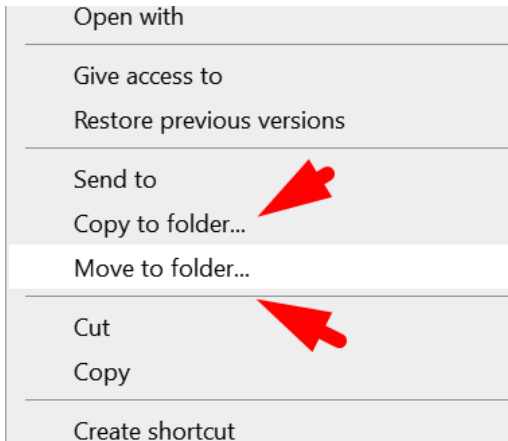 Open with
Give access to
Restore previous versions
Send to
Copy to folder...
Move to folder...
Cut
Copy
Create shortcut